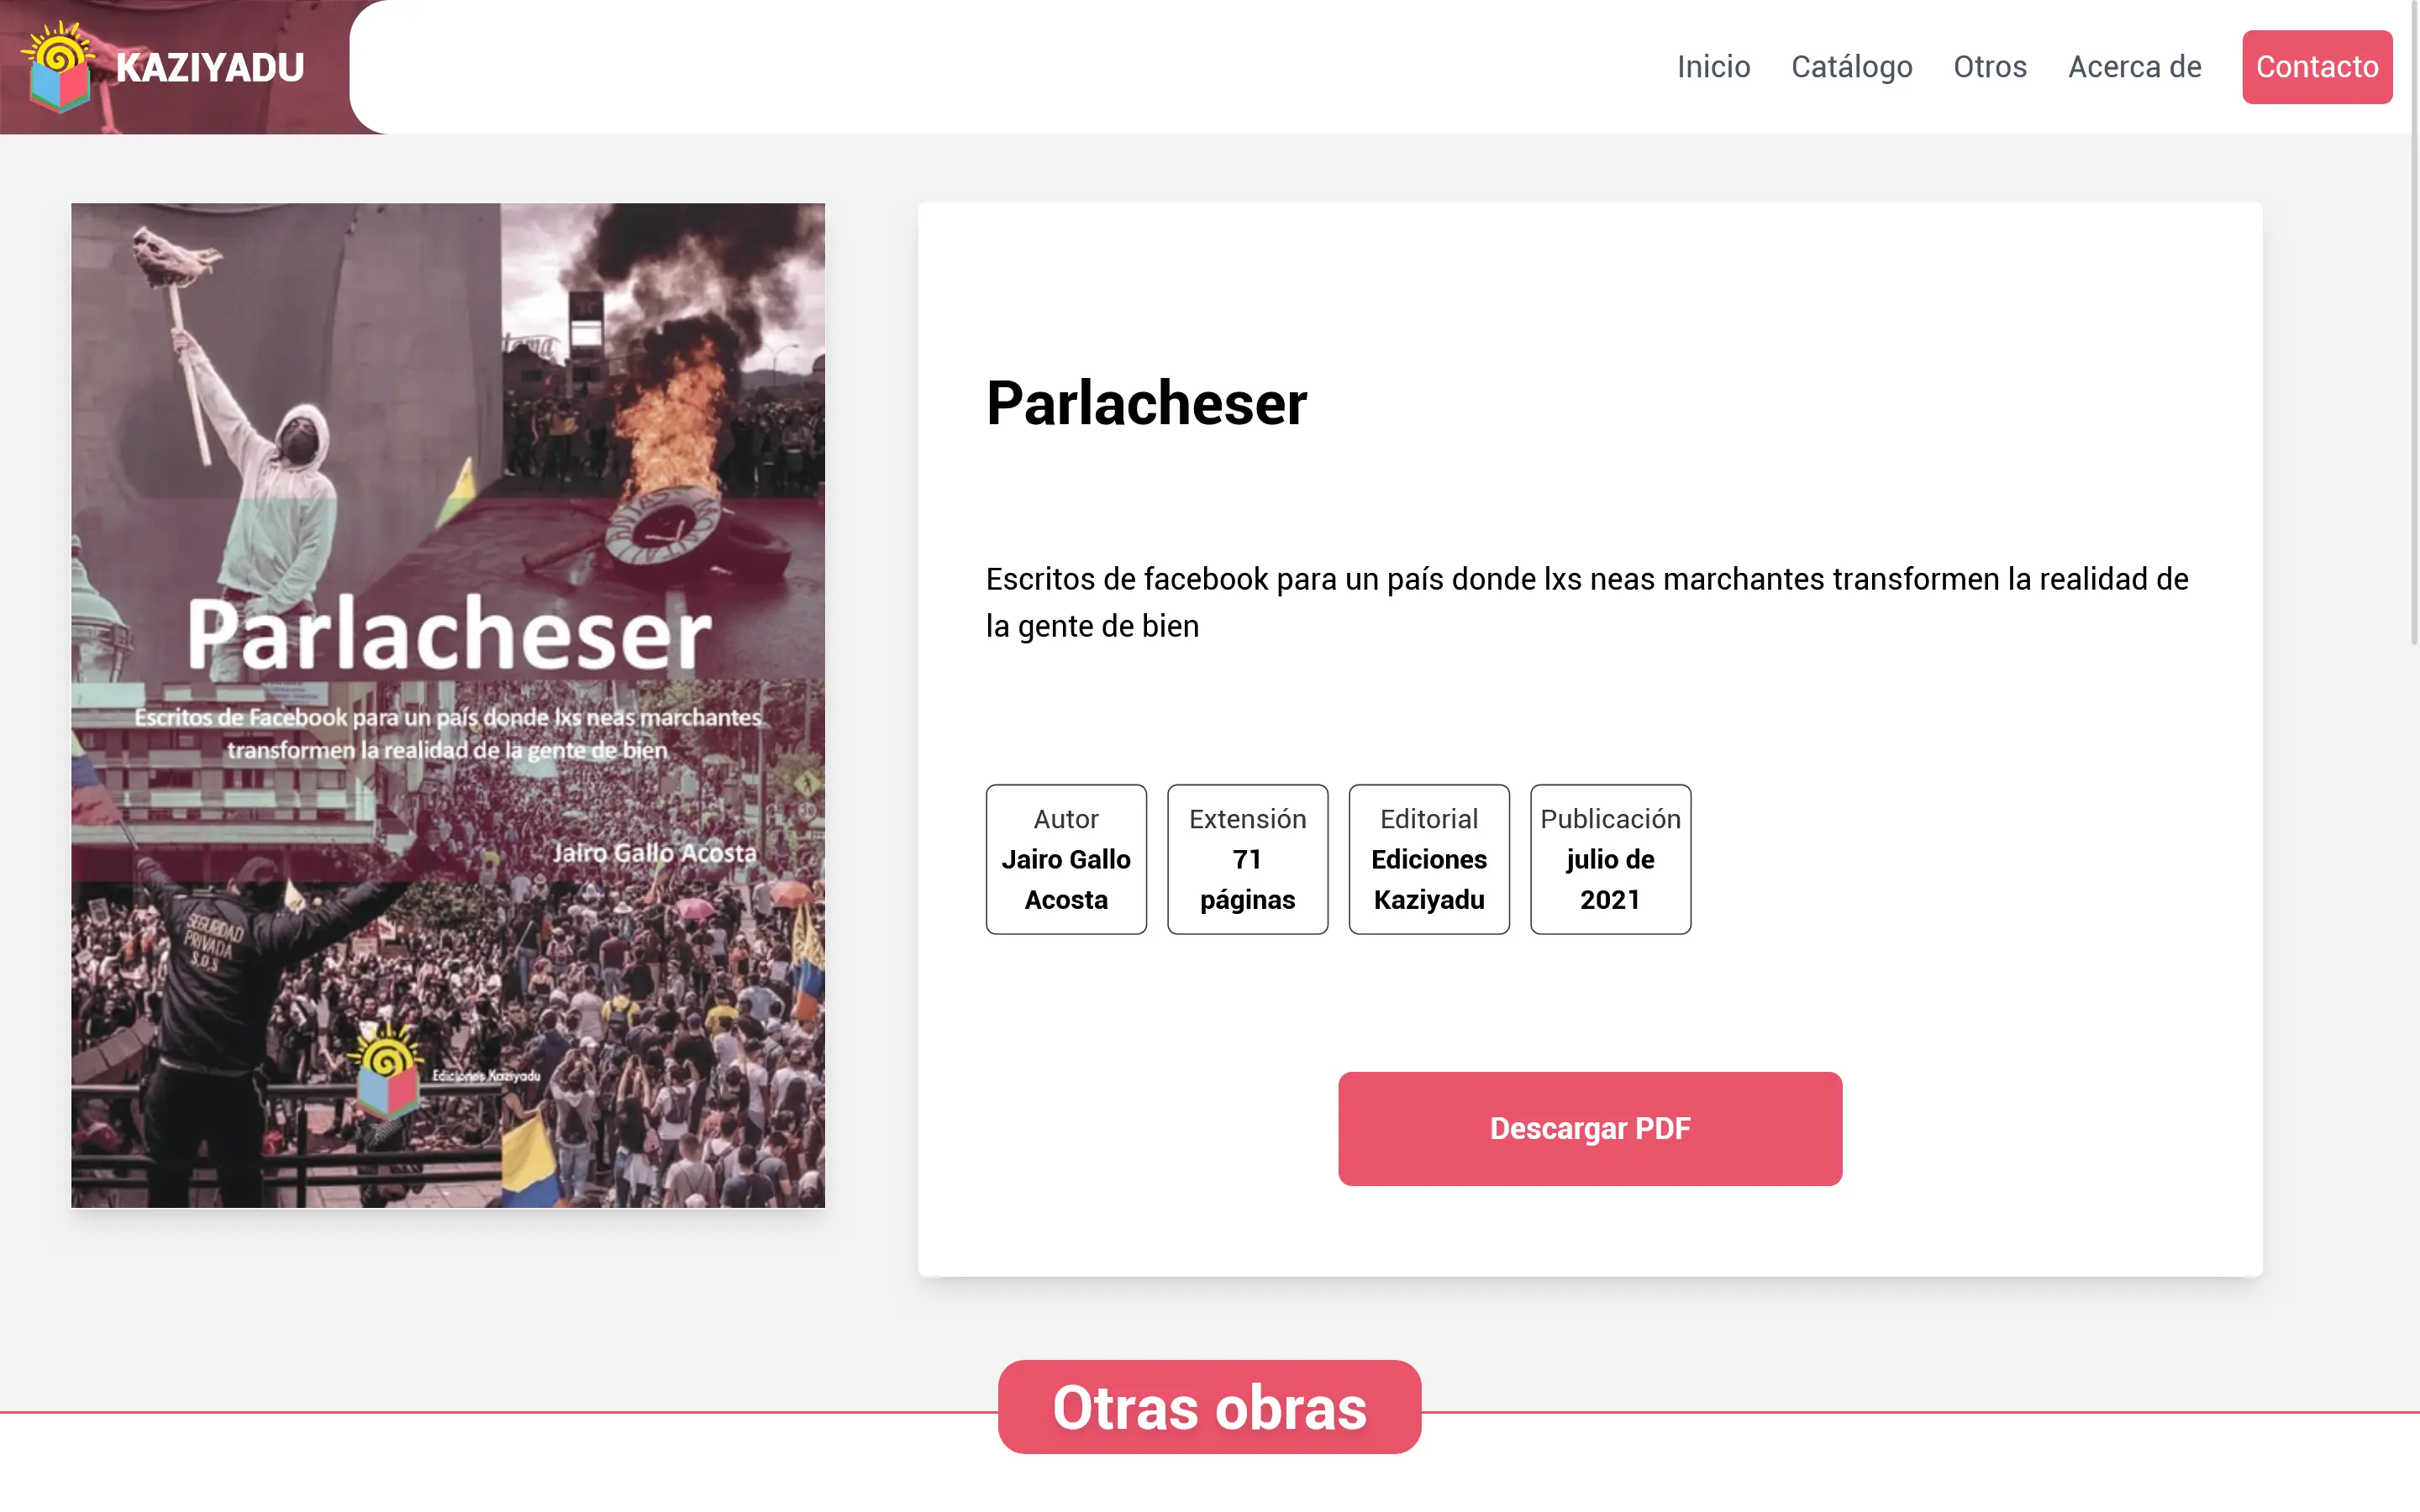 KAZIYADU
Inicio
Catálogo
Otros
Acerca de
Contacto
Parlacheser
Escritos de Facebook para un país donde lxs neas marchantes
transformen la realidad de la gente de bien
Jairo Gallo Acosta
SEGURIDAD
PRIVADA
S.O.S
Ediciones Kaziyadu
Parlacheser
Escritos de facebook para un país donde lxs neas marchantes transformen la realidad de
la gente de bien
Autor
Jairo Gallo
Acosta
Extensión
71
páginas
Editorial
Ediciones
Kaziyadu
Publicación
julio de
2021
Descargar PDF
Otras obras